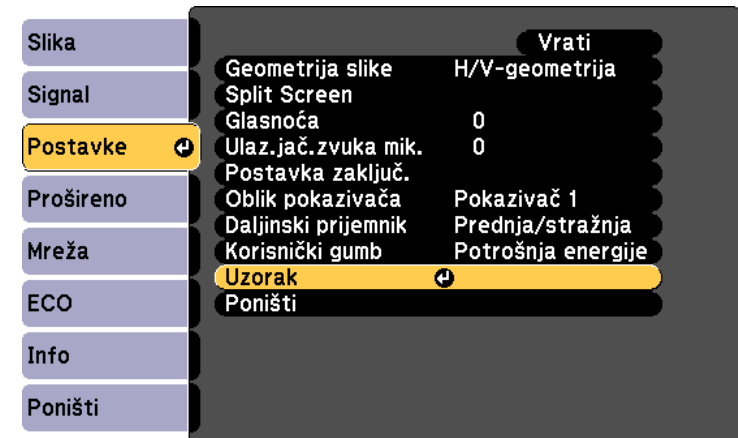 Slika
Signal
Postavke
Prošireno
Mreža
ECO
Info
Poništi
Vrati
Geometrija slike H/V-geometrija
Split Screen
Glasnoća 0
Ulaz.jač.zvuka mik. 0
Postavka zaključ.
Oblik pokazivača Pokazivač 1
Daljinski prijemnik Prednja/stražnja
Korisnički gumb Potrošnja energije
Uzorak
Poništi